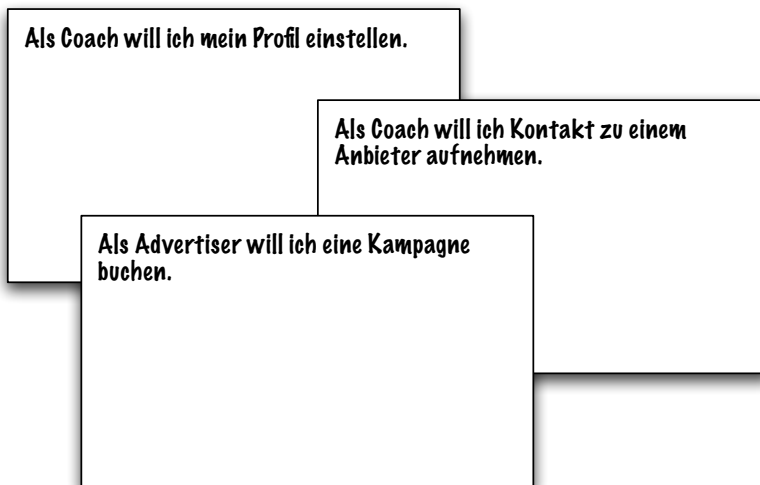 Als Coach will ich mein Profil einstellen.
Als Coach will ich Kontakt zu einem
Anbieter aufnehmen.
Als Advertiser will ich eine Kampagne
buchen.